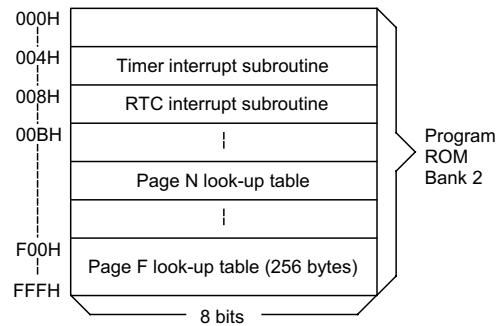 000H
004H
Timer interrupt subroutine
008H
RTC interrupt subroutine
00BH
Program
ROM
Bank 2
Page N look-up table
F00H
Page F look-up table (256 bytes)
FFFH
8 bits